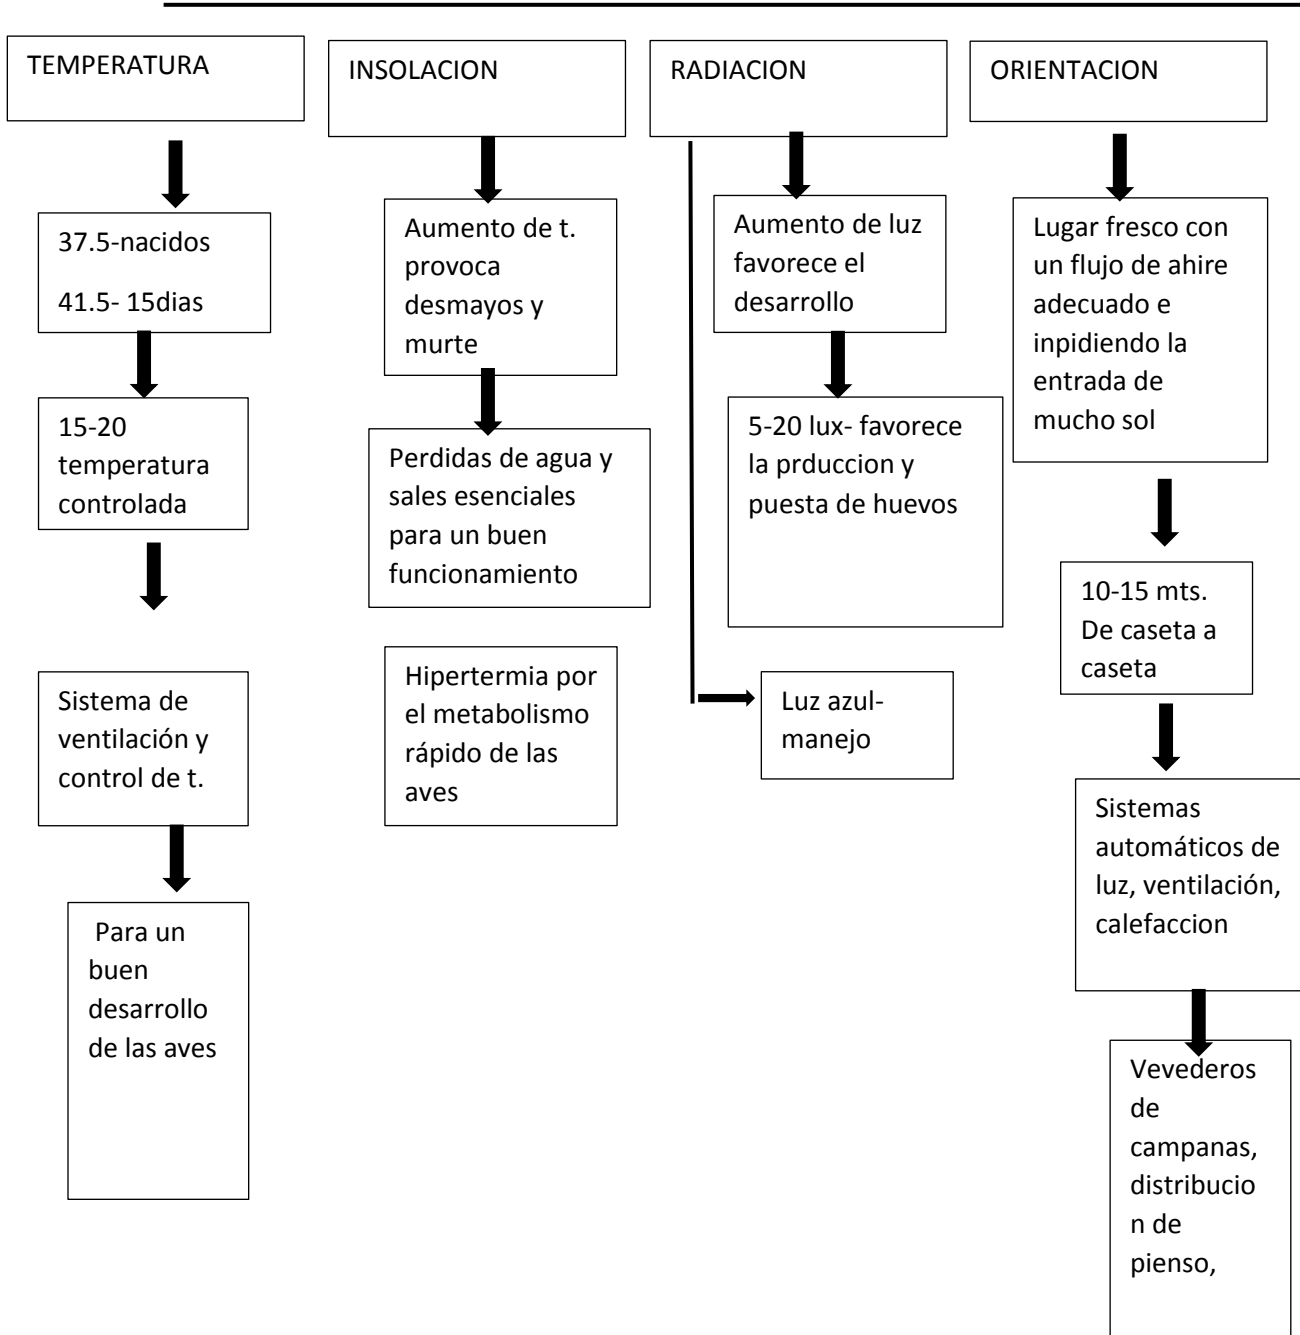 TEMPERATURA
37.5-nacidos
41.5- 15dias
15-20
temperatura
controlada
Sistema de
ventilación y
control de t.
Para un
buen
desarrollo
de las aves
INSOLACION
Aumento de t.
provoca
desmayos y
murte
Perdidas de agua y
sales esenciales
para un buen
funcionamiento
Hipertermia por
el metabolismo
rápido de las
aves
RADIACION
Aumento de luz
favorece el
desarrollo
5-20 lux- favorece
la prduccion y
puesta de huevos
Luz azul-
manejo
ORIENTACION
Lugar fresco con
un flujo de ahire
adecuado e
inpidiendo la
entrada de
mucho sol
10-15 mts.
De caseta a
caseta
Sistemas
automáticos de
luz, ventilación,
calefaccion
Vevederos
de
campanas,
distribucio
n de
pienso,